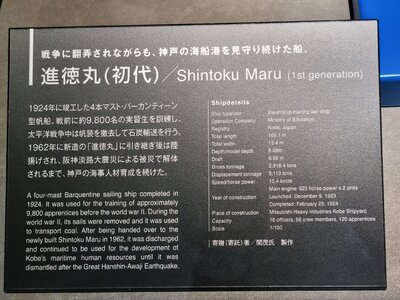 戦争に翻弄されながらも、神戸の海船港を見守り続けた船。
進徳丸(初代)/Shintoku Maru (1st generation)
1924年に竣工した4本マスト・バーカンティーン
型帆船。戦前に約9,800名の実習生を訓練し、
太平洋戦争中は帆装を撤去して石炭輸送を行う。
1962年に新造の「進徳丸」に引き継ぎ後は陸
揚げされ、阪神淡路大震災による被災で解体
されるまで、神戸の海事人材育成を続けた。
A four-mast Barquentine sailing ship completed in
1924. It was used for the training of approximately
9,800 apprentices before the world war II. During the
world war II, its sails were removed and it was used
to transport coal. After being handed over to the
newly built Shintoku Maru in 1962, it was discharged
and continued to be used for the development of
Kobe's maritime human resources until it was
dismantled after the Great Hanshin-Awaji Earthquake.
Shipdetails
Ship type/use Steamship training sail ship
Operation Company Ministry of Education
Registry Kobe, Japan
Total length 100.1 m
Total width 13.4 m
Depth/model depth 8.08m
Draft 6.95 m
Gross tonnage 2,518.4 tons
Displacement tonnage 3,113 tons
Speed/horse power 10.4 knots
Main engine: 625 horse-power x 2 units
Year of construction Launched: December 9, 1923
Completed: February 23, 1924
Place of construction Mitsubishi Heavy Industries Kobe Shipyard
Capacity 18 officers, 56 crew members, 120 apprentices
Scale 1/100
寄贈(寄託)者/関茂氏 製作